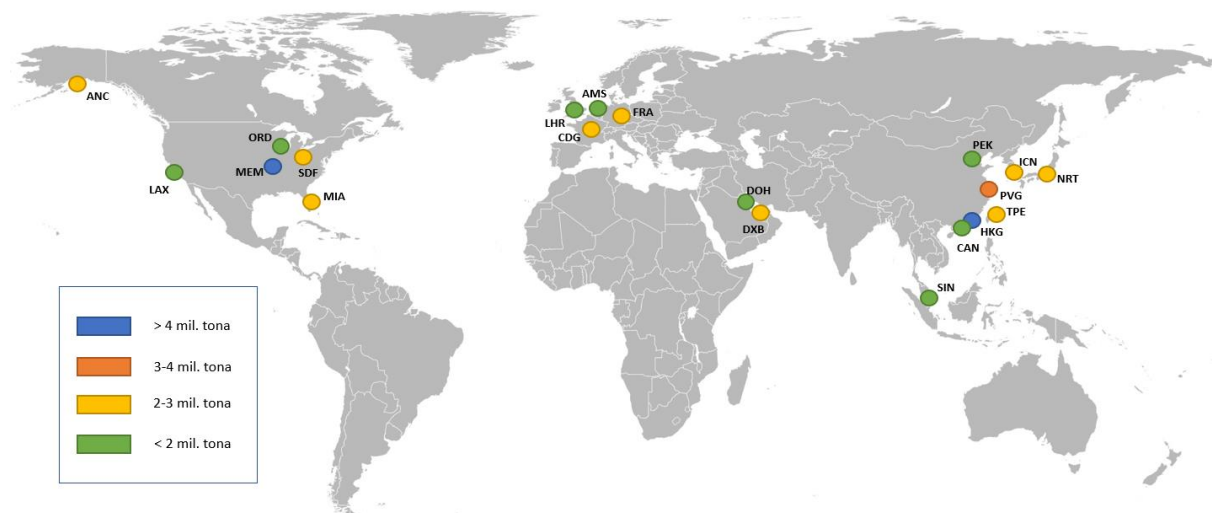 ANC
AMS
LHR
FRA
CDG
ORD
MEM
SDF
LAX
MIA
PEK
ICN
NRT
DOH
PVG
DXB
TPE
HKG
CAN
SIN
> 4 mil. tona
3-4 mil. tona
2-3 mil. tona
< 2 mil. tona